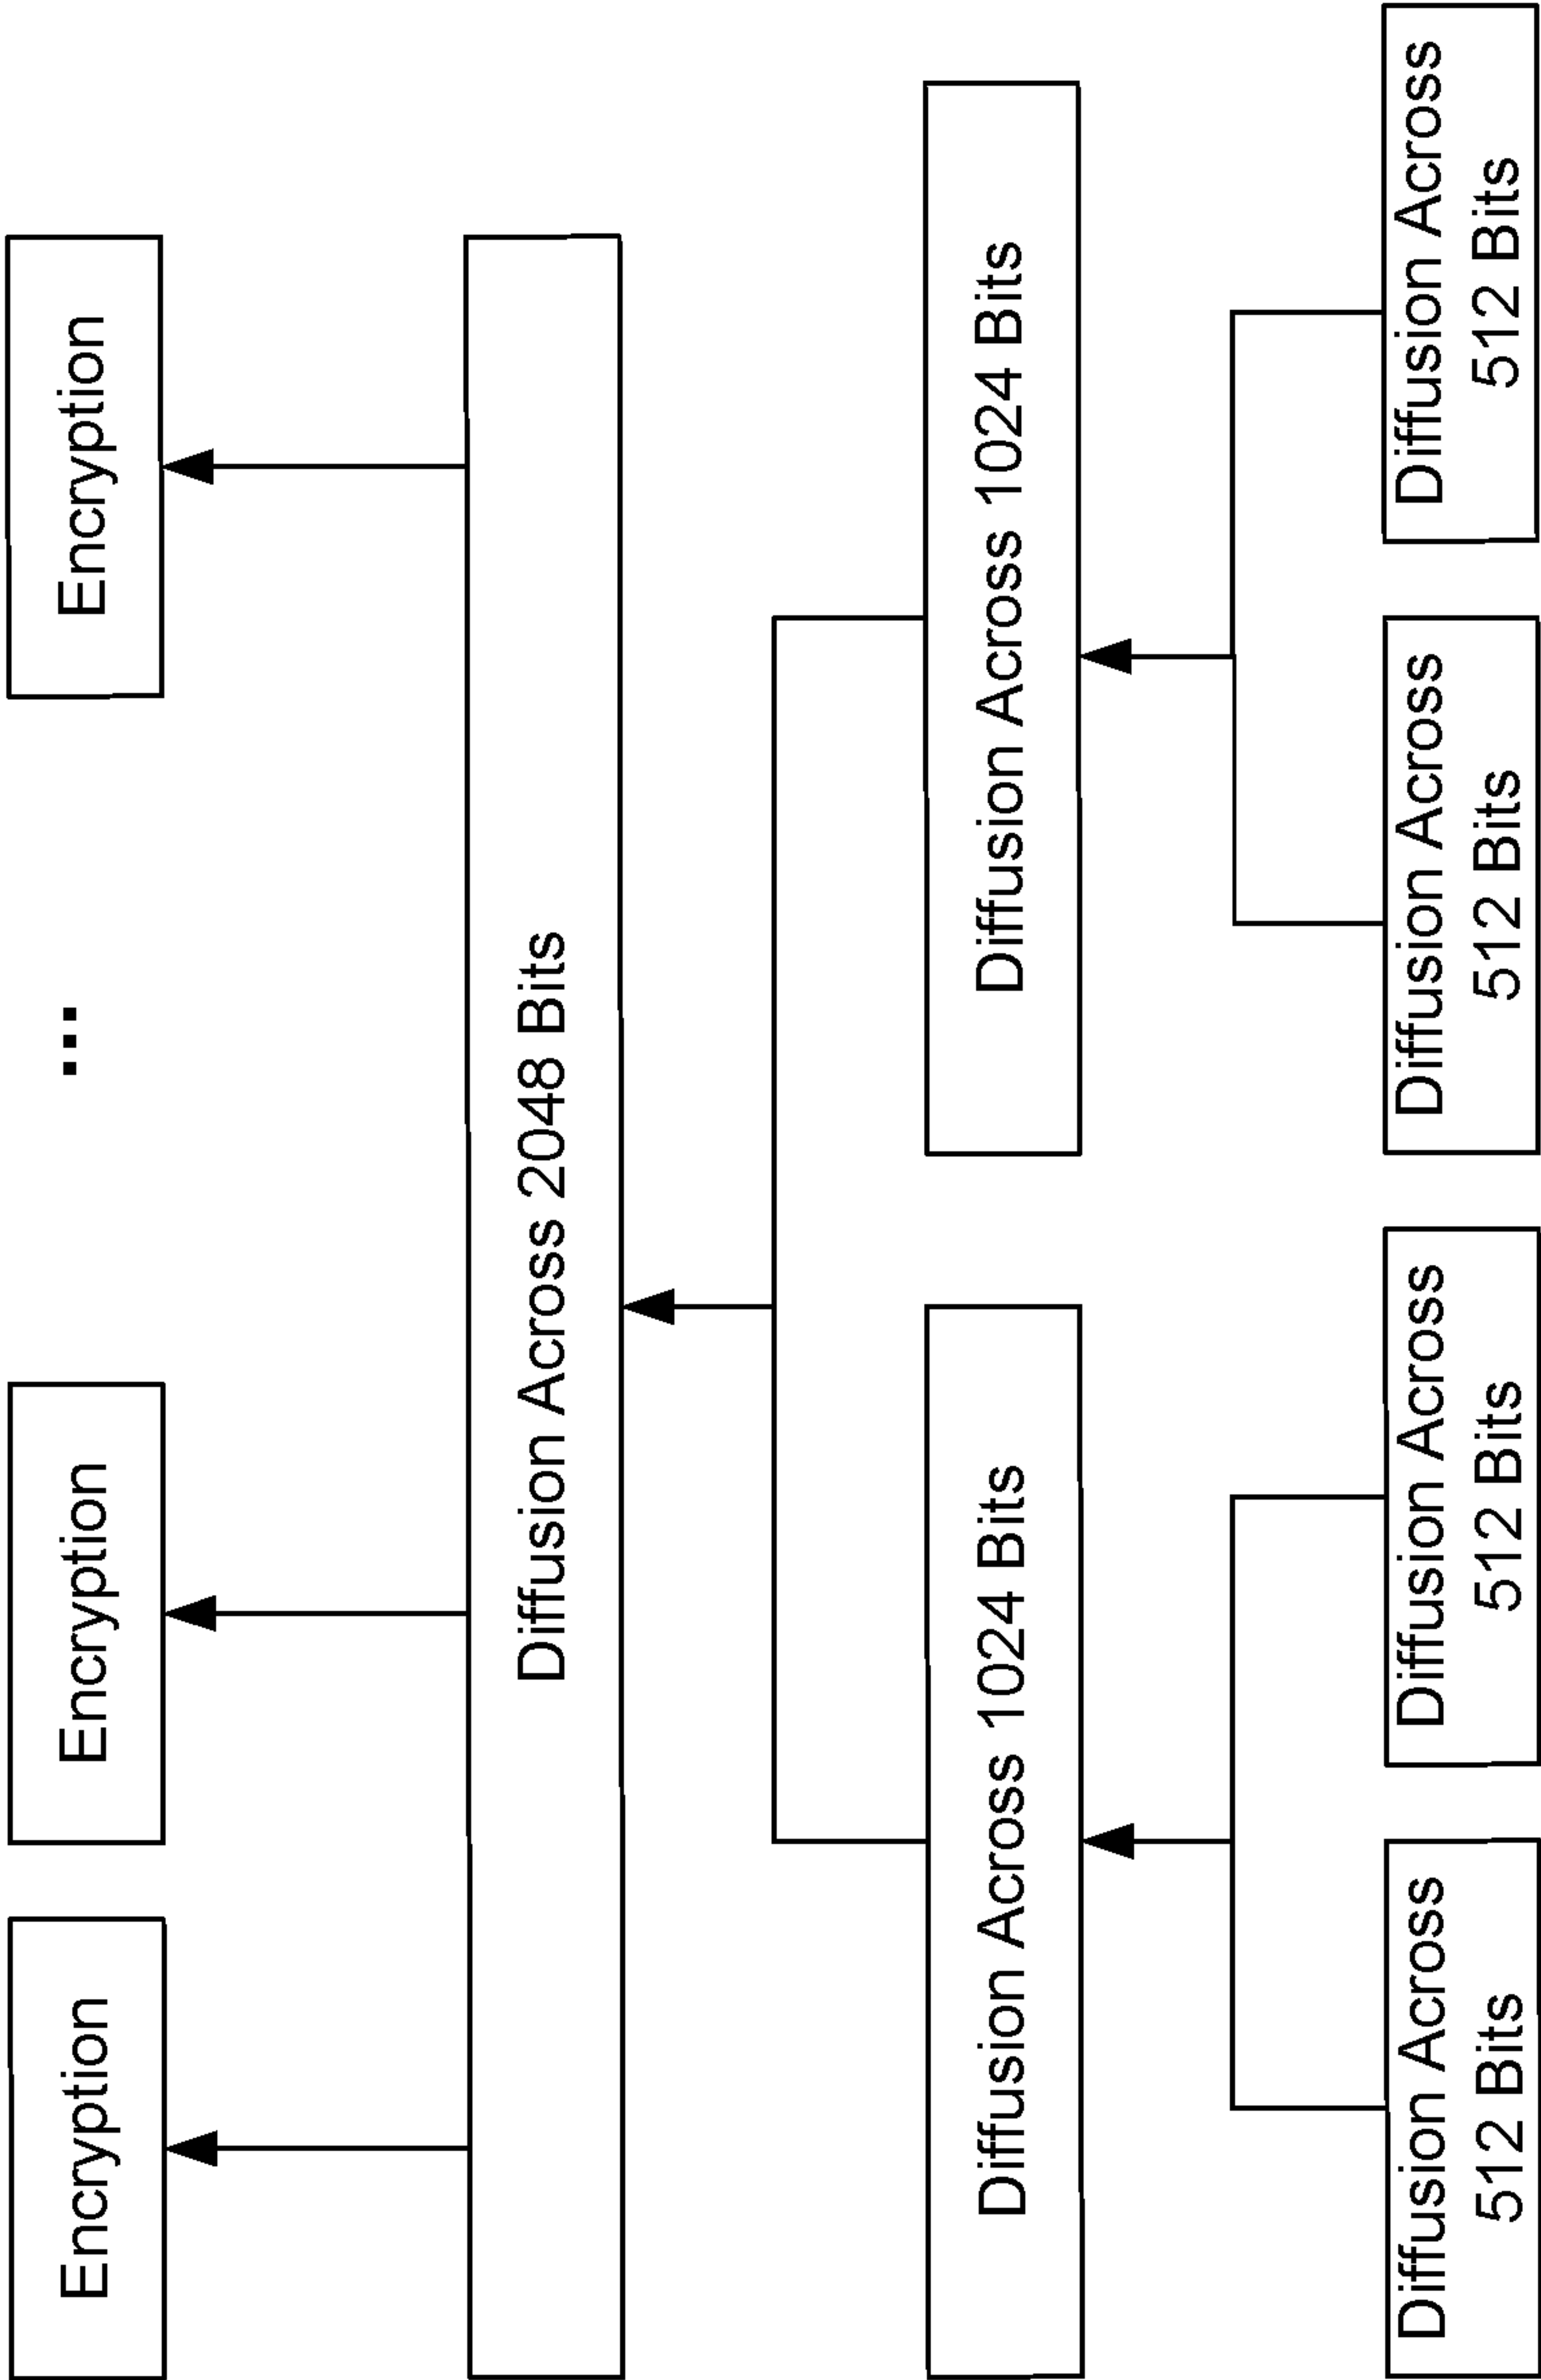 Encryption
Encryption
...
Encryption
Diffusion Across 2048 Bits
Diffusion Across 1024 Bits
Diffusion Across 1024 Bits
Diffusion Across
512 Bits
Diffusion Across
512 Bits
Diffusion Across
512 Bits
Diffusion Across
512 Bits